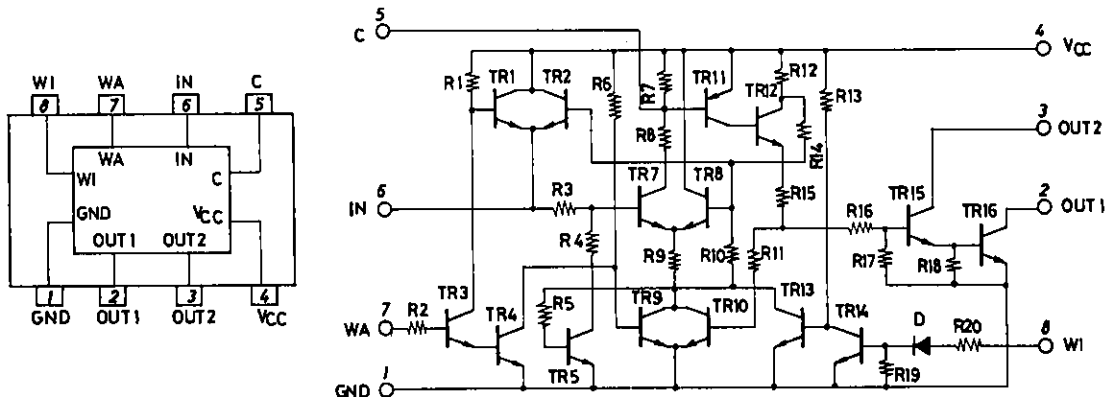 WI WA IN C
8 7 6 5
WA IN
WI C
GND VCC
OUT1 OUT2
1 2 3 4
GND OUT1 OUT2 VCC
5
C
4
VCC
R1 TR1 TR2 R6 R7 TR11 R12
TR12 R13
3
OUT2
R8 R14
6
IN
R3 TR7 TR8 R15 TR15
2
OUT1
R4 R9 R10 R11 R16 TR16
R17 R18
7
WA
R2 TR3 TR4 R5 TR9 TR10 TR13 TR14 D R20
8
WI
TR5 R19
1
GND